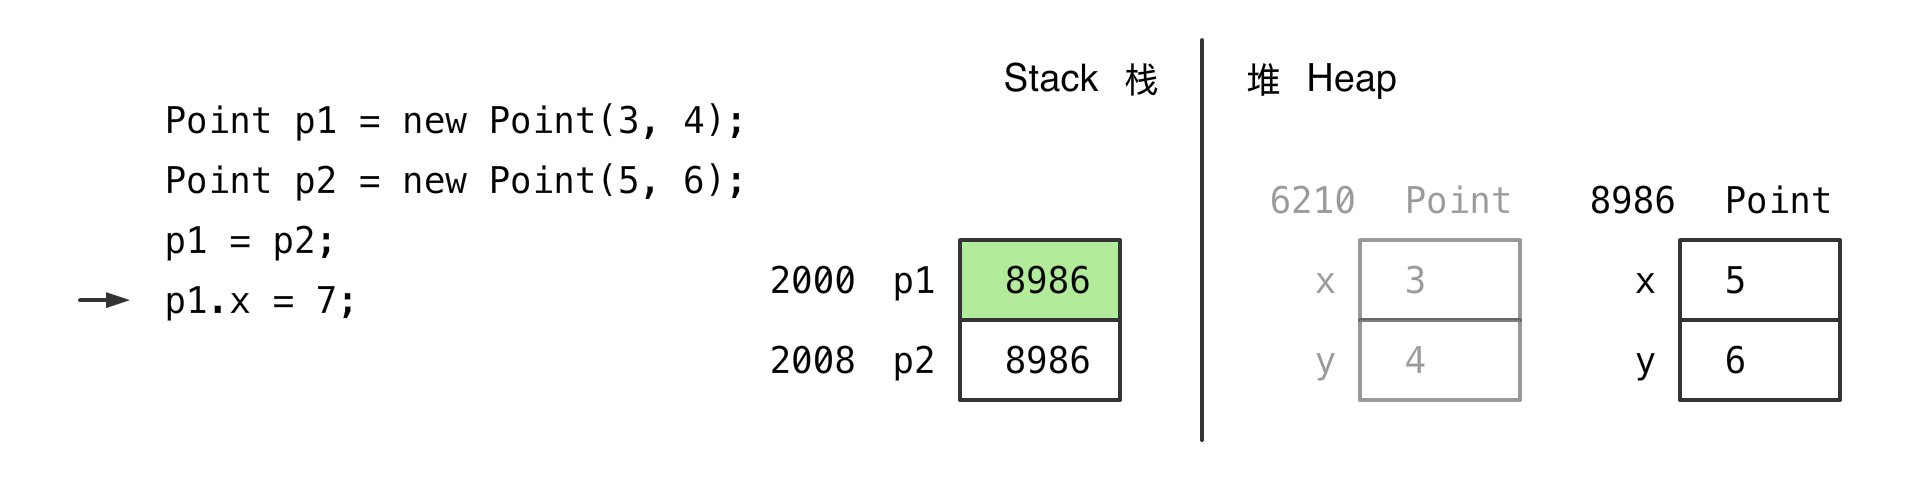 Stack 栈
堆 Heap
Point p1 = new Point(3, 4);
Point p2 = new Point(5, 6);
p1 = p2;
p1.x = 7;
2000 p1 8986
2008 p2 8986
6210 Point
x 3
y 4
8986 Point
x 5
y 6